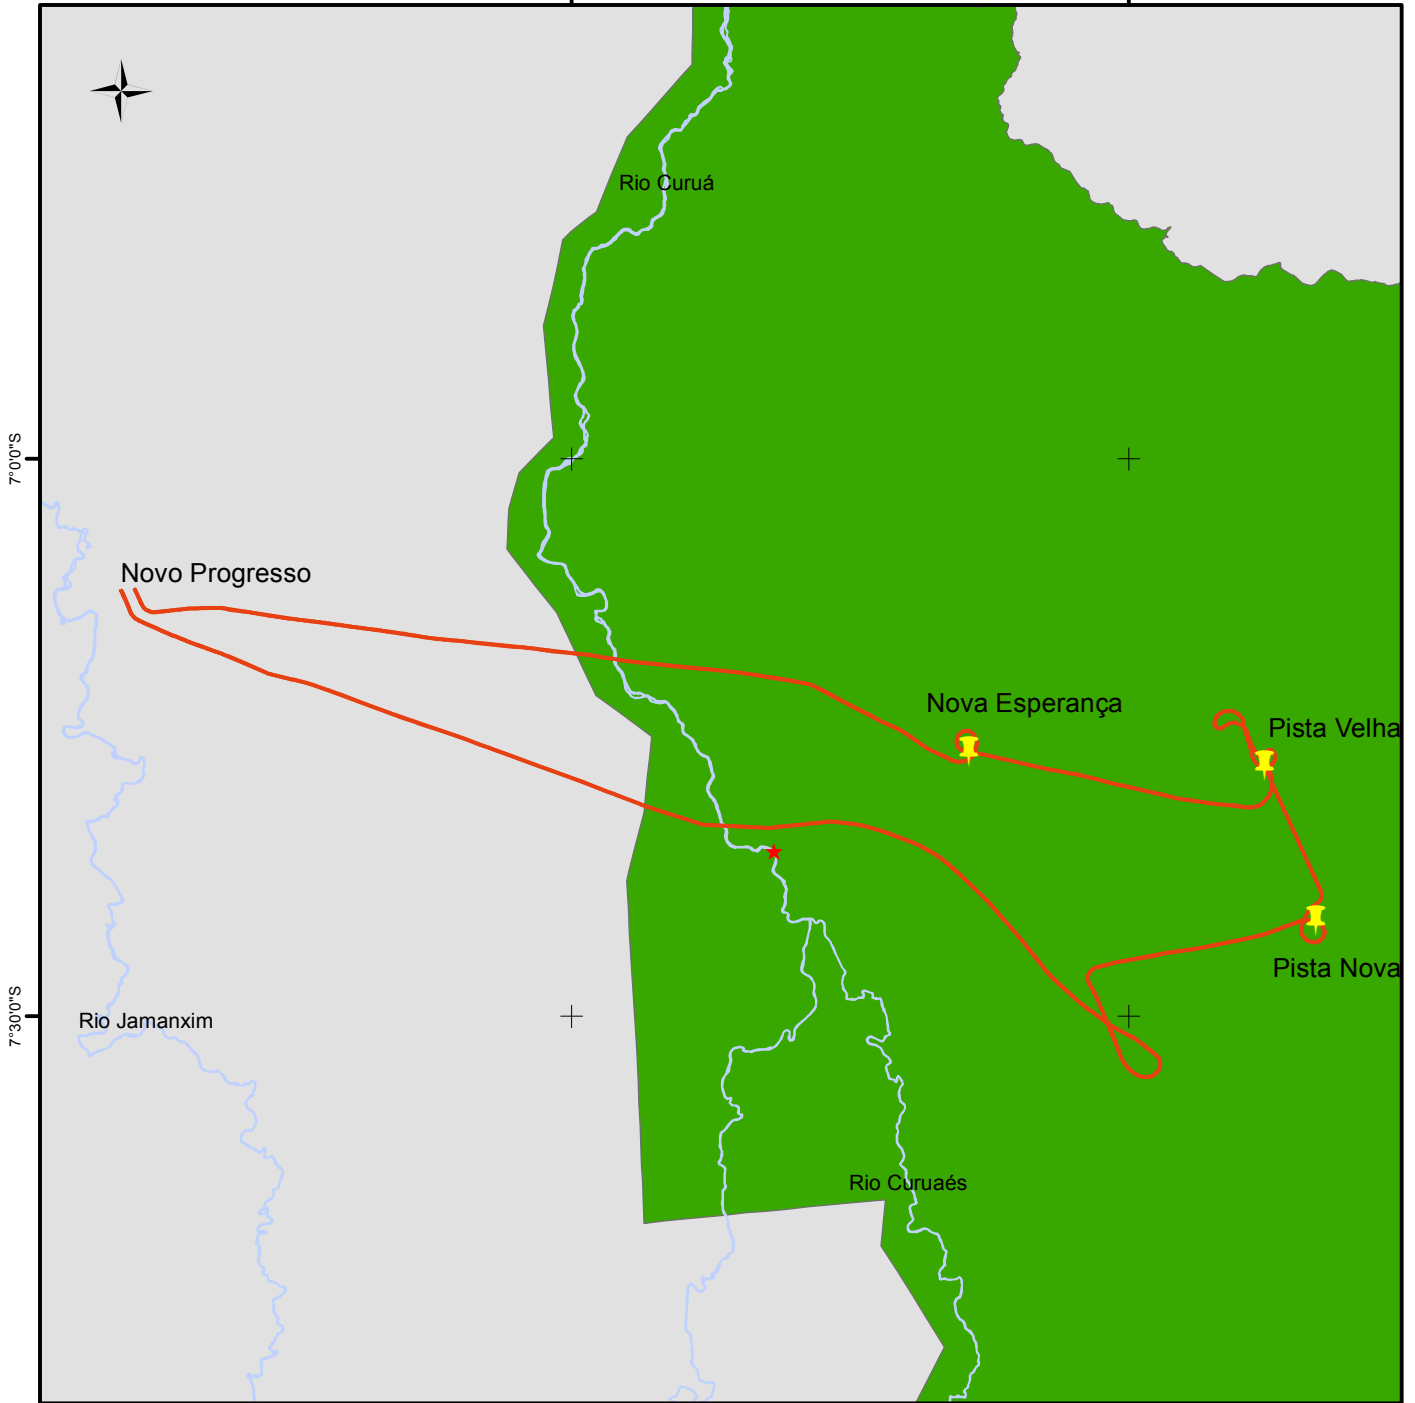 Rio Curuá
7°0'0"S
Novo Progresso
Nova Esperança
Pista Velha
Pista Nova
7°30'0"S
Rio Jamanxim
Rio Curuaés